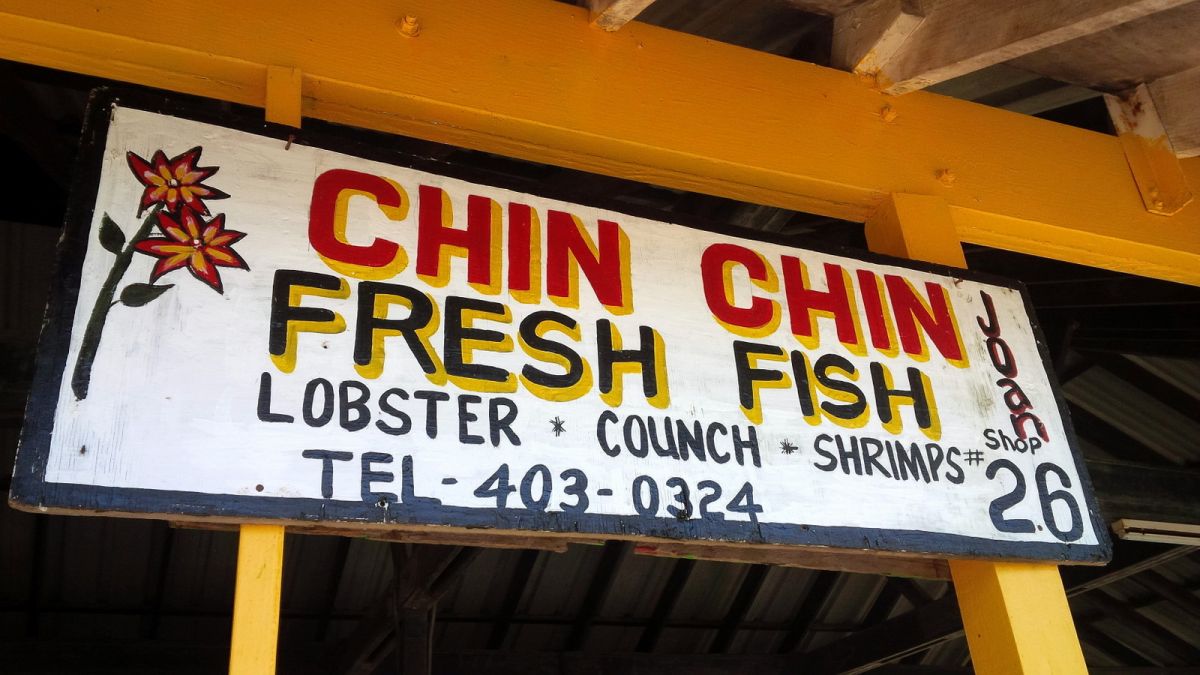 CHIN CHIN
FRESH FISH
LOBSTER * COUNCH * SHRIMPS
TEL-403-0324
Joan
Shop
#26